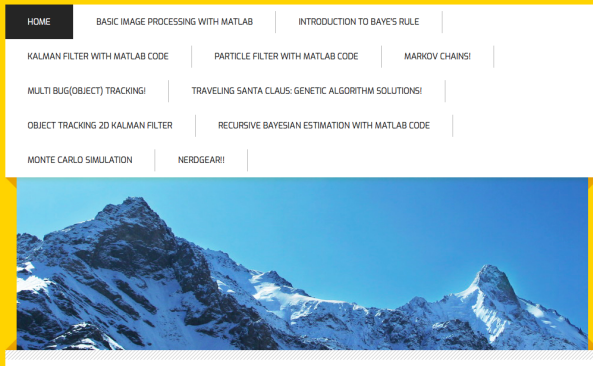 HOME BASIC IMAGE PROCESSING WITH MATLAB INTRODUCTION TO BAYE'S RULE
KALMAN FILTER WITH MATLAB CODE PARTICLE FILTER WITH MATLAB CODE MARKOV CHAINS!
MULTI BUG(OBJECT) TRACKING! TRAVELING SANTA CLAUS: GENETIC ALGORITHM SOLUTIONS!
OBJECT TRACKING 2D KALMAN FILTER RECURSIVE BAYESIAN ESTIMATION WITH MATLAB CODE
MONTE CARLO SIMULATION NERDGEAR!!